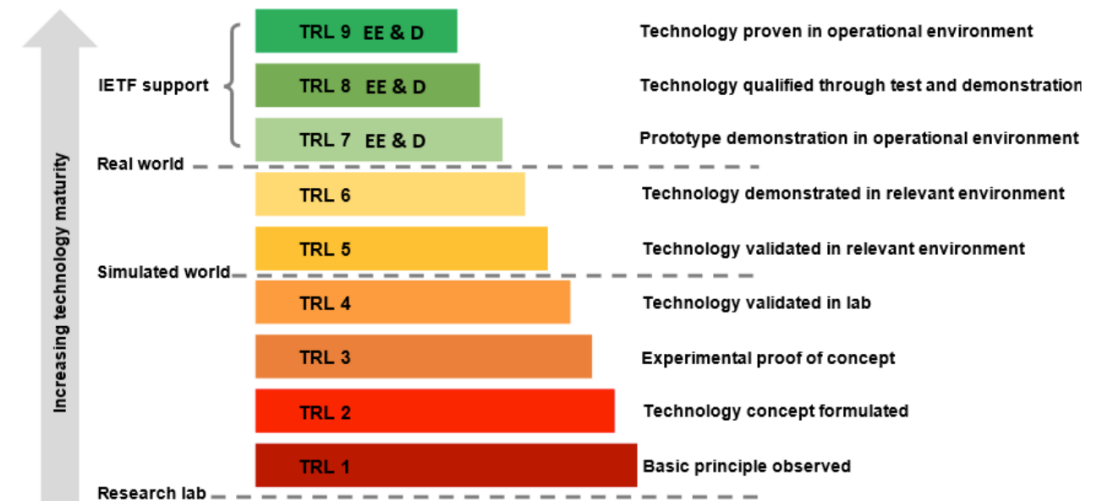 TRL 9 EE & D Technology proven in operational environment
IETF support TRL 8 EE & D Technology qualified through test and demonstration
TRL 7 EE & D Prototype demonstration in operational environment
Real world
TRL 6 Technology demonstrated in relevant environment
TRL 5 Technology validated in relevant environment
Simulated world
TRL 4 Technology validated in lab
TRL 3 Experimental proof of concept
TRL 2 Technology concept formulated
TRL 1 Basic principle observed
Research lab
Increasing technology maturity